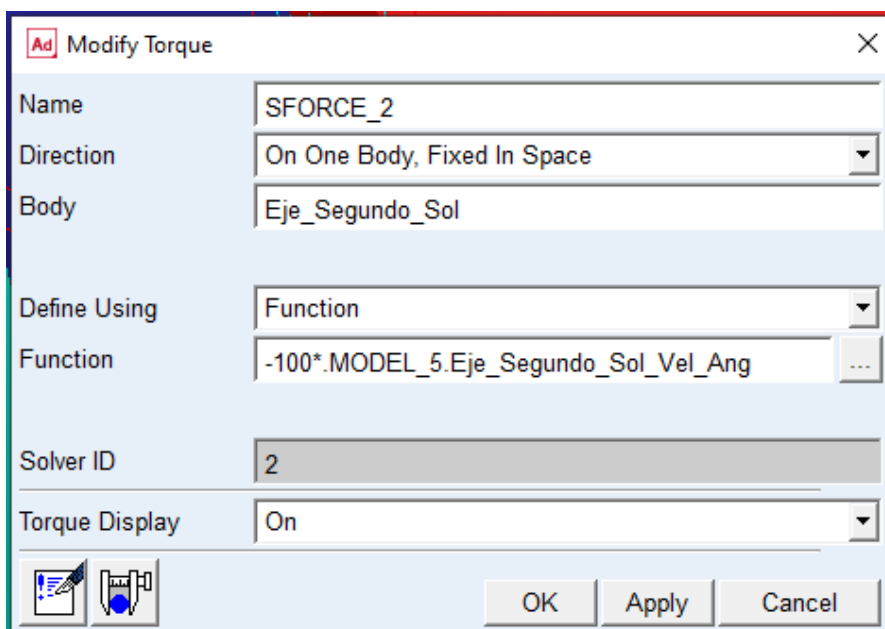 Ad Modify Torque
Name SFORCE_2
Direction On One Body, Fixed In Space
Body Eje_Segundo_Sol
Define Using Function
Function -100*.MODEL_5.Eje_Segundo_Sol_Vel_Ang ...
Solver ID 2
Torque Display On
OK Apply Cancel